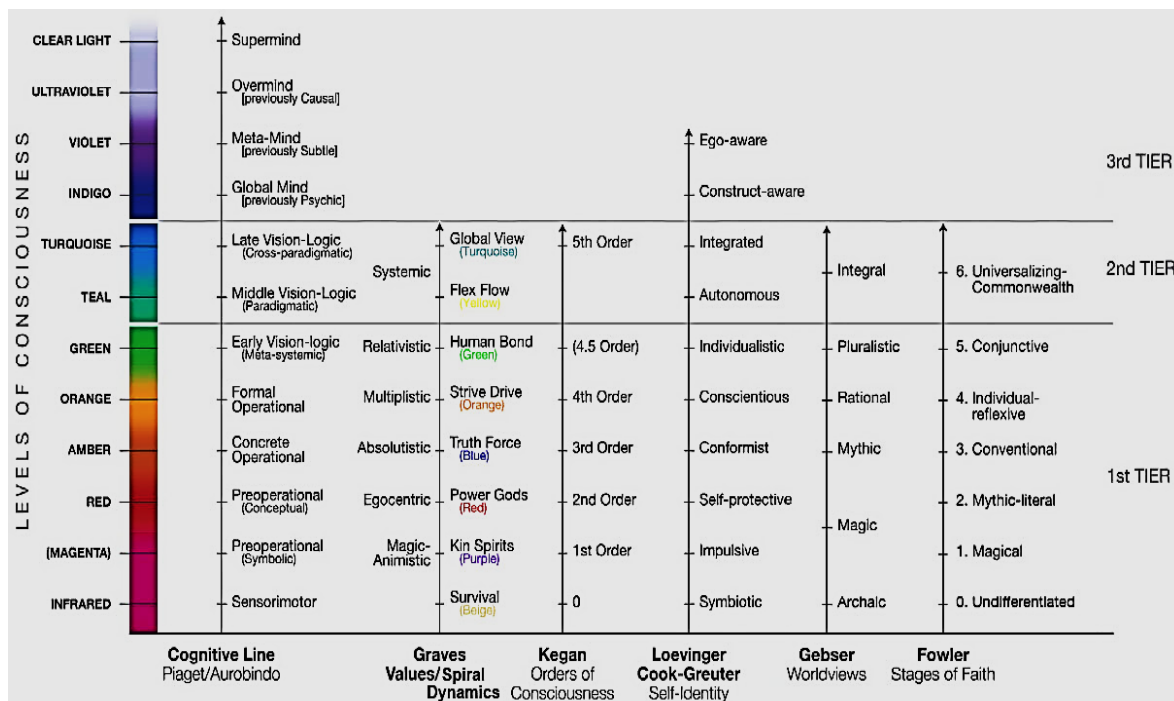 LEVELS OF CONSCIOUSNESS
CLEAR LIGHT
ULTRAVIOLET
VIOLET
INDIGO
TURQUOISE
TEAL
GREEN
ORANGE
AMBER
RED
(MAGENTA)
INFRARED
Supermind
Overmind
[previously Causal]
Meta-Mind
[previously Subtle]
Global Mind
[previously Psychic]
Late Vision-Logic
(Cross-paradigmatic)
Middle Vision-Logic
(Paradigmatic)
Early Vision-logic
(Meta-systemic)
Formal
Operational
Concrete
Operational
Preoperational
(Conceptual)
Preoperational
(Symbolic)
Sensorimotor
Cognitive Line
Piaget/Aurobindo
Systemic
Relativistic
Multiplistic
Absolutistic
Egocentric
Magic-
Animistic
Global View
(Turquoise)
Flex Flow
(Yellow)
Human Bond
(Green)
Strive Drive
(Orange)
Truth Force
(Blue)
Power Gods
(Red)
Kin Spirits
(Purple)
Survival
(Beige)
Graves
Values/Spiral
Dynamics
5th Order
(4.5 Order)
4th Order
3rd Order
2nd Order
1st Order
0
Kegan
Orders of
Consciousness
Ego-aware
Construct-aware
Integrated
Autonomous
Individualistic
Conscientious
Conformist
Self-protective
Impulsive
Symbiotic
Loevinger
Cook-Greuter
Self-Identity
Integral
Pluralistic
Rational
Mythic
Magic
Archaic
Gebser
Worldviews
6. Universalizing-
Commonwealth
5. Conjunctive
4. Individual-
reflexive
3. Conventional
2. Mythic-literal
1. Magical
0. Undifferentiated
Fowler
Stages of Faith
3rd TIER
2nd TIER
1st TIER